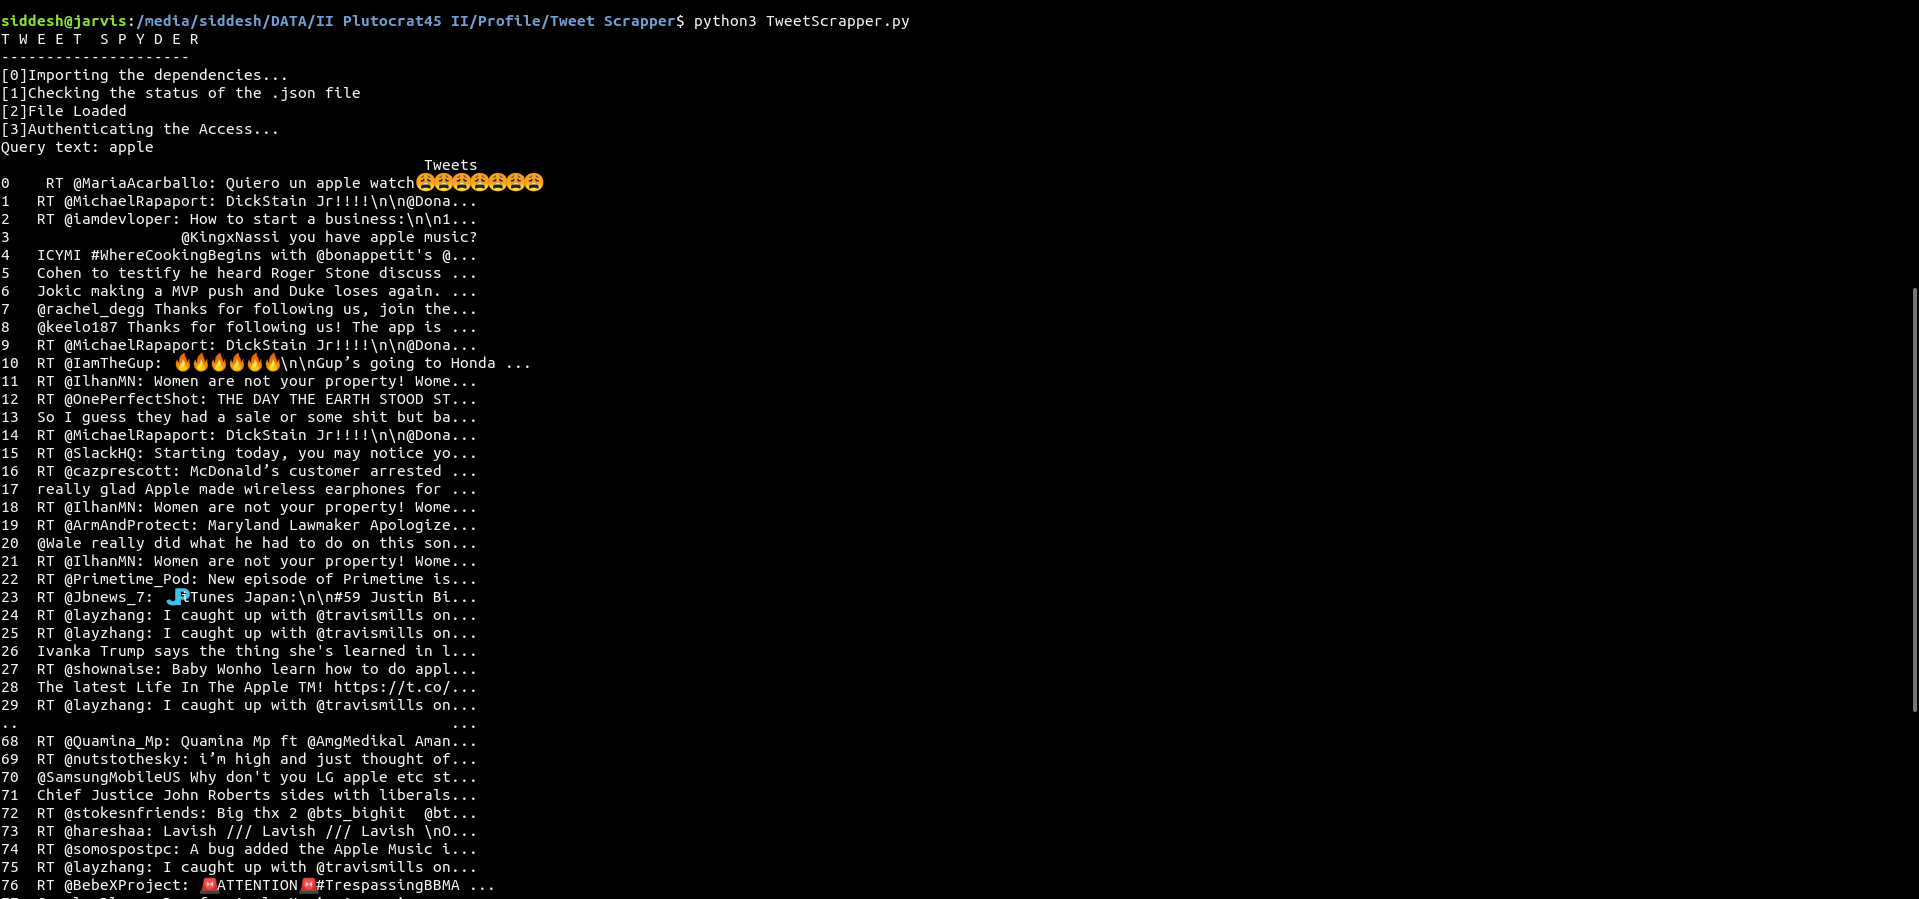 siddesh@jarvis:/media/siddesh/DATA/II Plutocrat45 II/Profile/Tweet Scrapper$ python3 TweetScrapper.py
T W E E T  S P Y D E R
---------------------
[0]Importing the dependencies...
[1]Checking the status of the .json file
[2]File Loaded
[3]Authenticating the Access...
Query text: apple
Tweets
0    RT @MariaAcarballo: Quiero un apple watch😩😩😩😩😩😩😩
1   RT @MichaelRapaport: DickStain Jr!!!!\n\n@Dona...
2   RT @iamdevloper: How to start a business:\n\n1...
3                   @KingxNassi you have apple music?
4   ICYMI #WhereCookingBegins with @bonappetit's @...
5   Cohen to testify he heard Roger Stone discuss ...
6   Jokic making a MVP push and Duke loses again. ...
7   @rachel_degg Thanks for following us, join the...
8   @keelo187 Thanks for following us! The app is ...
9   RT @MichaelRapaport: DickStain Jr!!!!\n\n@Dona...
10  RT @IamTheGup: 🔥🔥🔥🔥🔥🔥\n\nGup’s going to Honda ...
11  RT @IlhanMN: Women are not your property! Wome...
12  RT @OnePerfectShot: THE DAY THE EARTH STOOD ST...
13  So I guess they had a sale or some shit but ba...
14  RT @MichaelRapaport: DickStain Jr!!!!\n\n@Dona...
15  RT @SlackHQ: Starting today, you may notice yo...
16  RT @cazprescott: McDonald’s customer arrested ...
17  really glad Apple made wireless earphones for ...
18  RT @IlhanMN: Women are not your property! Wome...
19  RT @ArmAndProtect: Maryland Lawmaker Apologize...
20  @Wale really did what he had to do on this son...
21  RT @IlhanMN: Women are not your property! Wome...
22  RT @Primetime_Pod: New episode of Primetime is...
23  RT @Jbnews_7: iTunes Japan:\n\n#59 Justin Bi...
24  RT @layzhang: I caught up with @travismills on...
25  RT @layzhang: I caught up with @travismills on...
26  Ivanka Trump says the thing she's learned in l...
27  RT @shownaise: Baby Wonho learn how to do appl...
28  The latest Life In The Apple TM! https://t.co/...
29  RT @layzhang: I caught up with @travismills on...
..                                                ...
68  RT @Quamina_Mp: Quamina Mp ft @AmgMedikal Aman...
69  RT @nutstothesky: i’m high and just thought of...
70  @SamsungMobileUS Why don't you LG apple etc st...
71  Chief Justice John Roberts sides with liberals...
72  RT @stokesnfriends: Big thx 2 @bts_bighit  @bt...
73  RT @hareshaa: Lavish /// Lavish /// Lavish \nO...
74  RT @somospostpc: A bug added the Apple Music i...
75  RT @layzhang: I caught up with @travismills on...
76  RT @BebeXProject: 🚨ATTENTION🚨#TrespassingBBMA ...